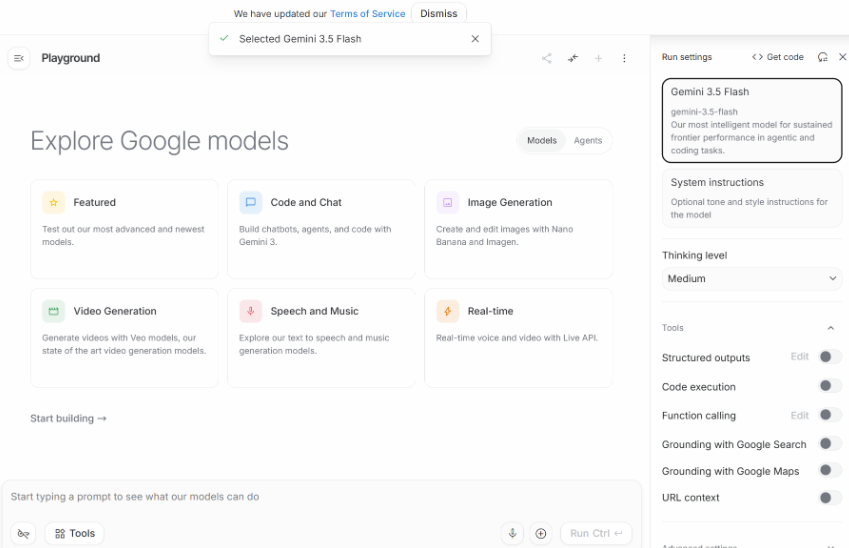 We have updated our Terms of Service Dismiss
Selected Gemini 3.5 Flash
Playground
Explore Google models
Models Agents
Featured
Test out our most advanced and newest
models.
Code and Chat
Build chatbots, agents, and code with
Gemini 3.
Image Generation
Create and edit images with Nano
Banana and Imagen.
Video Generation
Generate videos with Veo models, our
state of the art video generation models.
Speech and Music
Explore our text to speech and music
generation models.
Real-time
Real-time voice and video with Live API.
Start building →
Start typing a prompt to see what our models can do
Tools
Run Ctrl ↵
Run settings
<> Get code
Gemini 3.5 Flash
gemini-3.5-flash
Our most intelligent model for sustained
frontier performance in agentic and
coding tasks.
System instructions
Optional tone and style instructions for
the model
Thinking level
Medium
Tools
Structured outputs Edit
Code execution
Function calling Edit
Grounding with Google Search
Grounding with Google Maps
URL context
Advanced settings